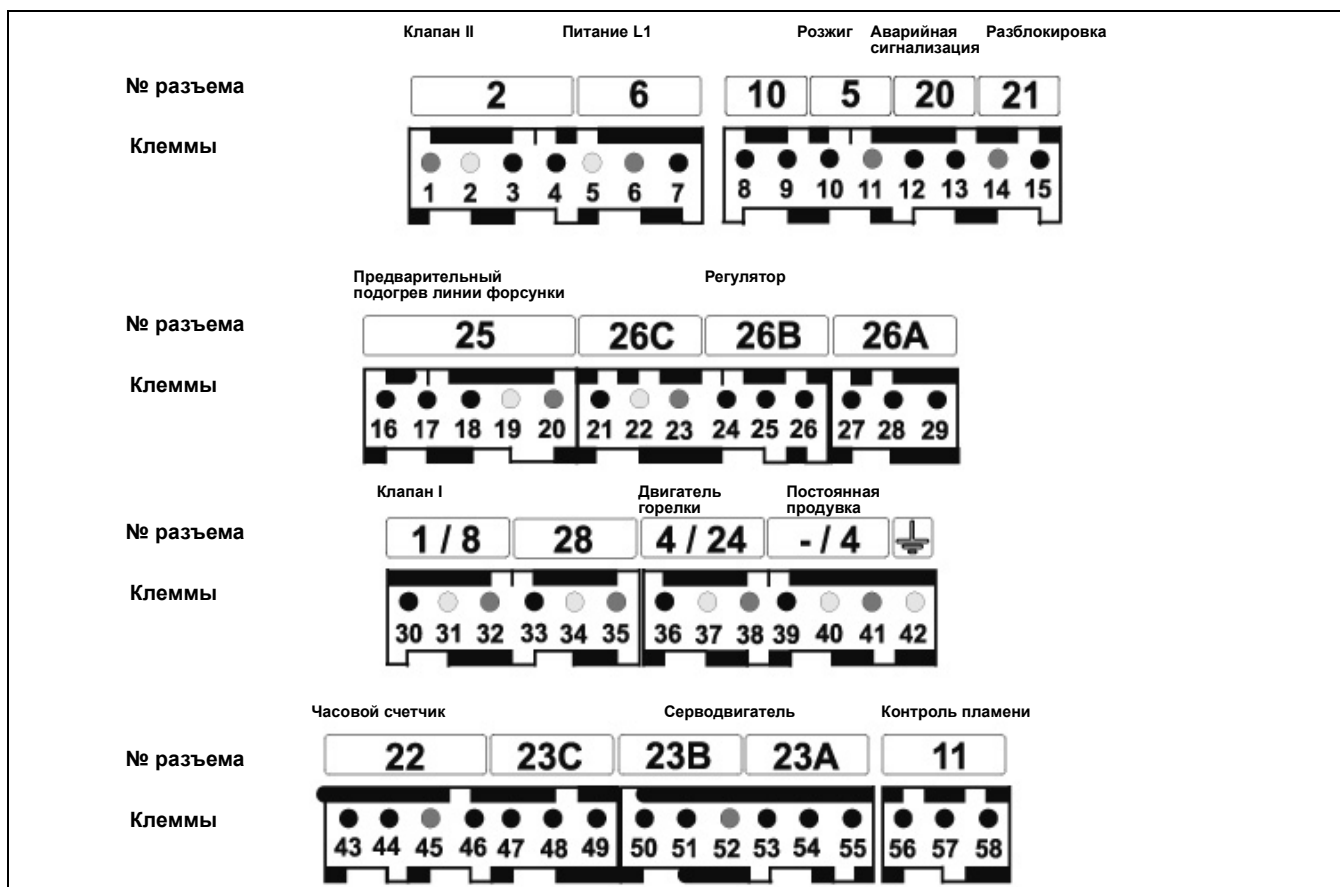 Клапан II Питание L1 Розжиг Аварийная сигнализация Разблокировка
№ разъема 2 6 10 5 20 21
Клеммы
1 2 3 4 5 6 7 8 9 10 11 12 13 14 15
Предварительный подогрев линии форсунки Регулятор
№ разъема 25 26C 26B 26A
Клеммы
16 17 18 19 20 21 22 23 24 25 26 27 28 29
Клапан I Двигатель горелки Постоянная продувка
№ разъема 1 / 8 28 4 / 24 - / 4
Клеммы
30 31 32 33 34 35 36 37 38 39 40 41 42
Часовой счетчик Серводвигатель Контроль пламени
№ разъема 22 23C 23B 23A 11
Клеммы
43 44 45 46 47 48 49 50 51 52 53 54 55 56 57 58